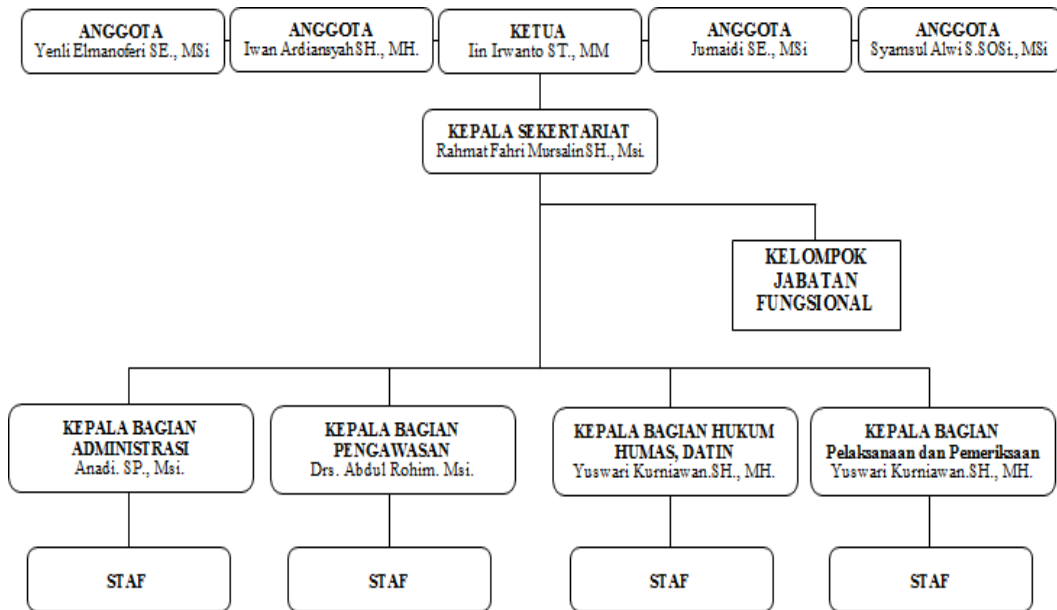 ANGGOTA
Yenli Elmanoferi SE., MSi
ANGGOTA
Iwan Ardiansyah SH., MH.
KETUA
Iin Irwanto ST., MM
ANGGOTA
Jumaidi SE., MSi
ANGGOTA
Syamsul Alwi S.SOSi., MSi
KEPALA SEKERTARIAT
Rahmat Fahri Mursalin SH., Msi.
KELOMPOK
JABATAN
FUNGSIONAL
KEPALA BAGIAN
ADMINISTRASI
Anadi. SP., Msi.
KEPALA BAGIAN
PENGAWASAN
Drs. Abdul Rohim. Msi.
KEPALA BAGIAN HUKUM
HUMAS, DATIN
Yuswari Kurniawan.SH., MH.
KEPALA BAGIAN
Pelaksanaan dan Pemeriksaan
Yuswari Kurniawan.SH., MH.
STAF
STAF
STAF
STAF